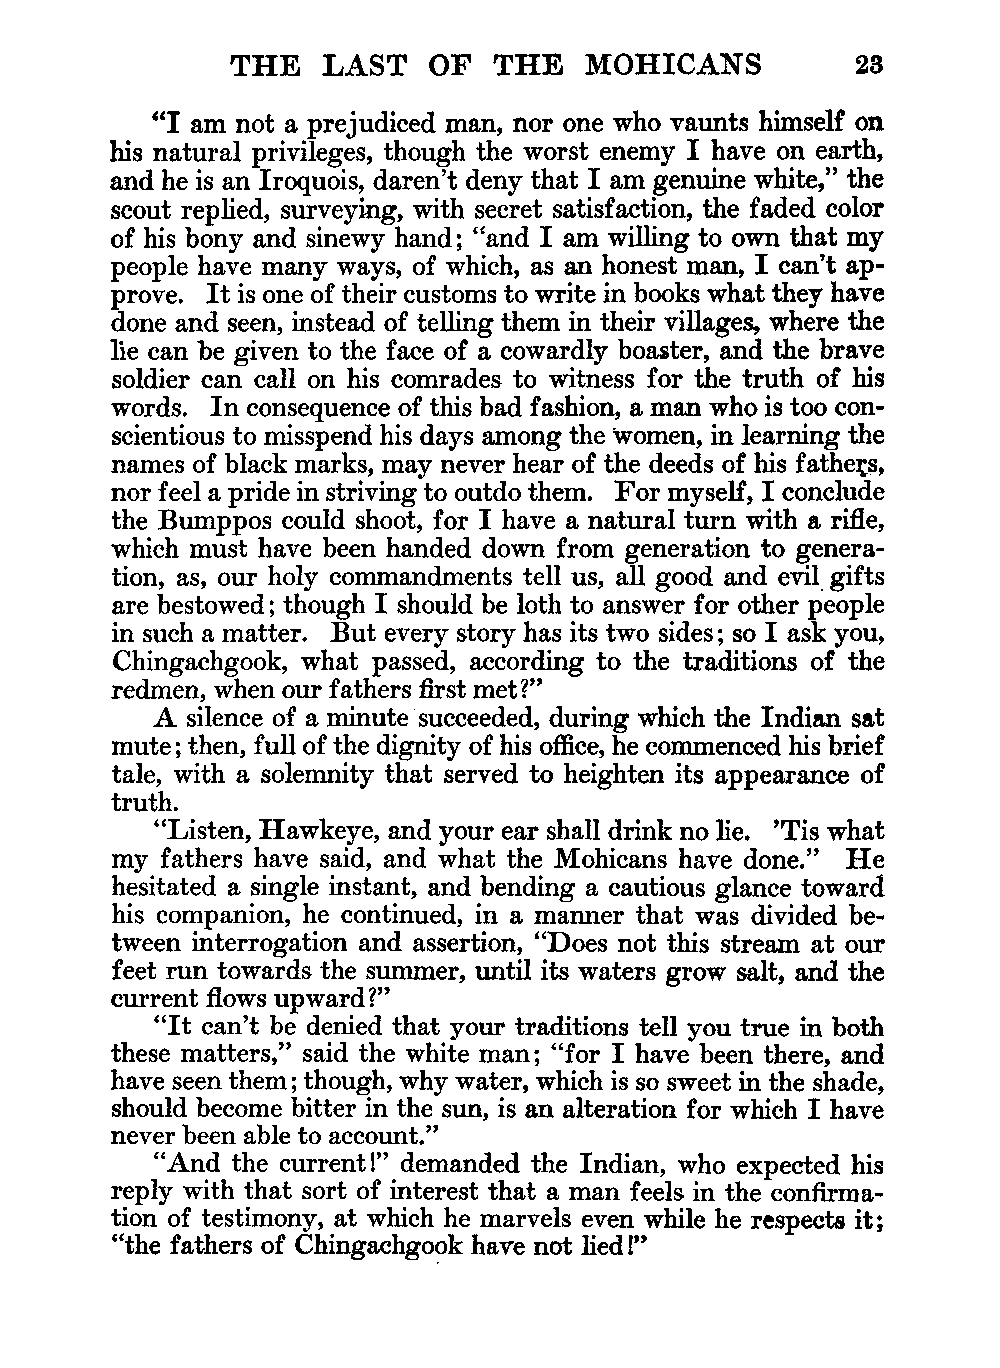 THE LAST OF THE MOHICANS 23
“I am not a prejudiced man, nor one who vaunts himself on
his natural privileges, though the worst enemy I have on earth,
and he is an Iroquois, daren’t deny that I am genuine white,” the
scout replied, surveying, with secret satisfaction, the faded color
of his bony and sinewy hand; “and I am willing to own that my
people have many ways, of which, as an honest man, I can’t ap-
prove. It is one of their customs to write in books what they have
done and seen, instead of telling them in their villages, where the
lie can be given to the face of a cowardly boaster, and the brave
soldier can call on his comrades to witness for the truth of his
words. In consequence of this bad fashion, a man who is too con-
scientious to misspend his days among the women, in learning the
names of black marks, may never hear of the deeds of his fathers,
nor feel a pride in striving to outdo them. For myself, I conclude
the Bumppos could shoot, for I have a natural turn with a rifle,
which must have been handed down from generation to genera-
tion, as, our holy commandments tell us, all good and evil gifts
are bestowed; though I should be loth to answer for other people
in such a matter. But every story has its two sides; so I ask you,
Chingachgook, what passed, according to the traditions of the
redmen, when our fathers first met?”
A silence of a minute succeeded, during which the Indian sat
mute; then, full of the dignity of his office, he commenced his brief
tale, with a solemnity that served to heighten its appearance of
truth.
“Listen, Hawkeye, and your ear shall drink no lie. ’Tis what
my fathers have said, and what the Mohicans have done.” He
hesitated a single instant, and bending a cautious glance toward
his companion, he continued, in a manner that was divided be-
tween interrogation and assertion, “Does not this stream at our
feet run towards the summer, until its waters grow salt, and the
current flows upward?”
“It can’t be denied that your traditions tell you true in both
these matters,” said the white man; “for I have been there, and
have seen them; though, why water, which is so sweet in the shade,
should become bitter in the sun, is an alteration for which I have
never been able to account.”
“And the current!” demanded the Indian, who expected his
reply with that sort of interest that a man feels in the confirma-
tion of testimony, at which he marvels even while he respects it;
“the fathers of Chingachgook have not lied!”